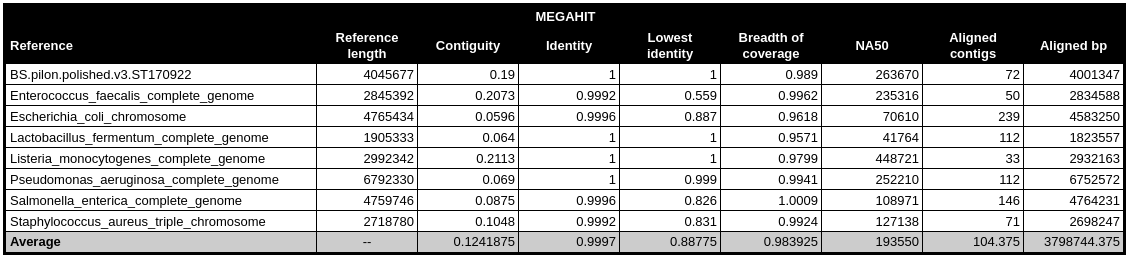 MEGAHIT
Reference Reference length Contiguity Identity Lowest identity Breadth of coverage NA50 Aligned contigs Aligned bp
BS.pilon.polished.v3.ST170922 4045677 0.19 1 1 0.989 263670 72 4001347
Enterococcus_faecalis_complete_genome 2845392 0.2073 0.9992 0.559 0.9962 235316 50 2834588
Escherichia_coli_chromosome 4765434 0.0596 0.9996 0.887 0.9618 70610 239 4583250
Lactobacillus_fermentum_complete_genome 1905333 0.064 1 1 0.9571 41764 112 1823557
Listeria_monocytogenes_complete_genome 2992342 0.2113 1 1 0.9799 448721 33 2932163
Pseudomonas_aeruginosa_complete_genome 6792330 0.069 1 0.999 0.9941 252210 112 6752572
Salmonella_enterica_complete_genome 4759746 0.0875 0.9996 0.826 1.0009 108971 146 4764231
Staphylococcus_aureus_triple_chromosome 2718780 0.1048 0.9992 0.831 0.9924 127138 71 2698247
Average -- 0.1241875 0.9997 0.88775 0.983925 193550 104.375 3798744.375